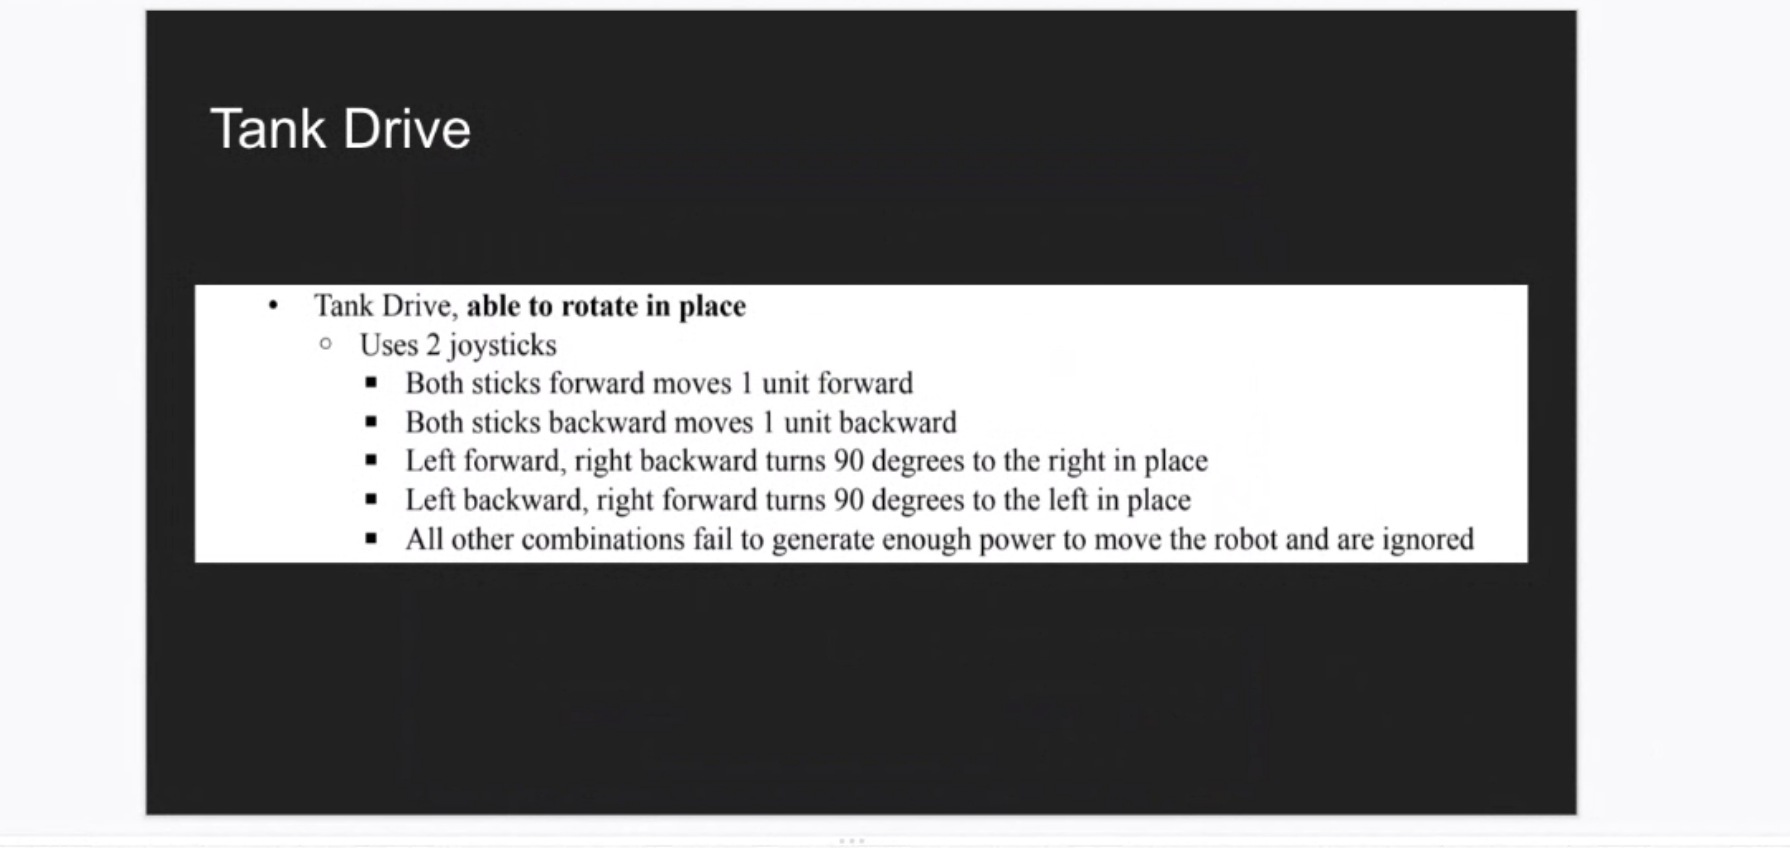 Tank Drive
• Tank Drive, able to rotate in place
○ Uses 2 joysticks
▪ Both sticks forward moves 1 unit forward
▪ Both sticks backward moves 1 unit backward
▪ Left forward, right backward turns 90 degrees to the right in place
▪ Left backward, right forward turns 90 degrees to the left in place
▪ All other combinations fail to generate enough power to move the robot and are ignored